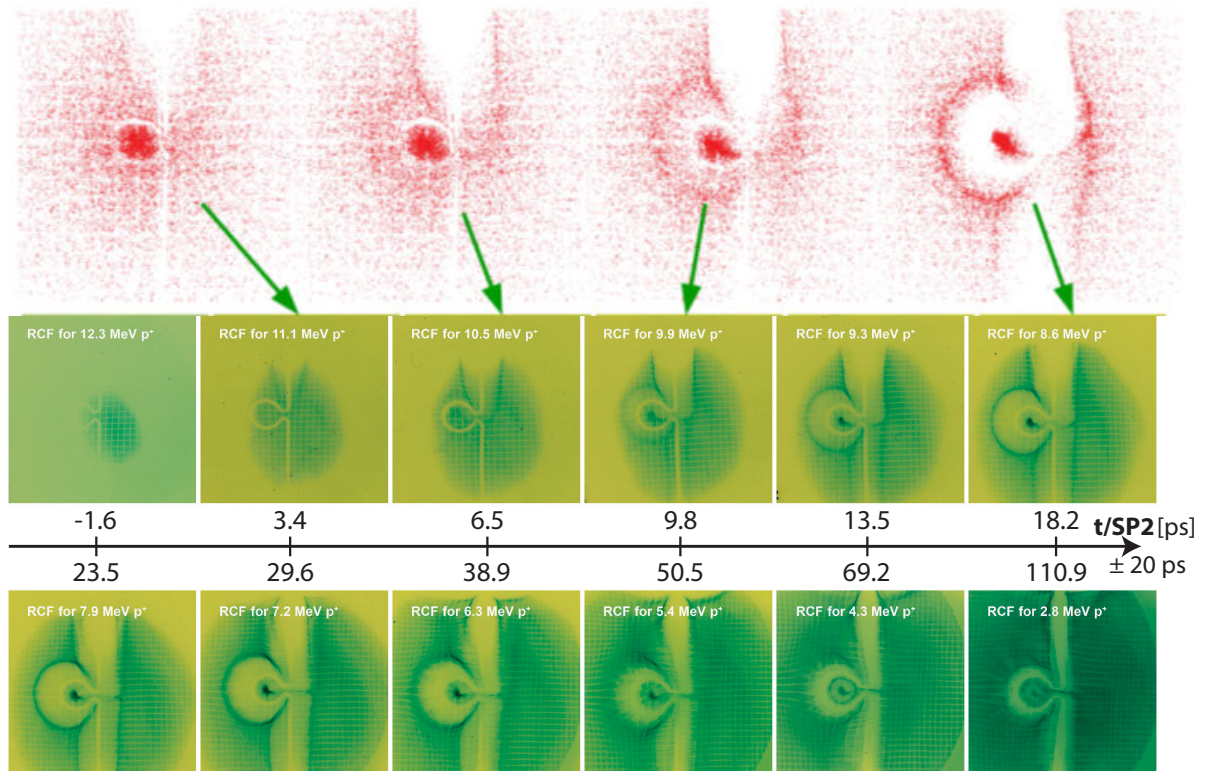 RCF for 12.3 MeV p⁺
RCF for 11.1 MeV p⁺
RCF for 10.5 MeV p⁺
RCF for 9.9 MeV p⁺
RCF for 9.3 MeV p⁺
RCF for 8.6 MeV p⁺
-1.6
3.4
6.5
9.8
13.5
18.2
t/SP2 [ps]
23.5
29.6
38.9
50.5
69.2
110.9
± 20 ps
RCF for 7.9 MeV p⁺
RCF for 7.2 MeV p⁺
RCF for 6.3 MeV p⁺
RCF for 5.4 MeV p⁺
RCF for 4.3 MeV p⁺
RCF for 2.8 MeV p⁺